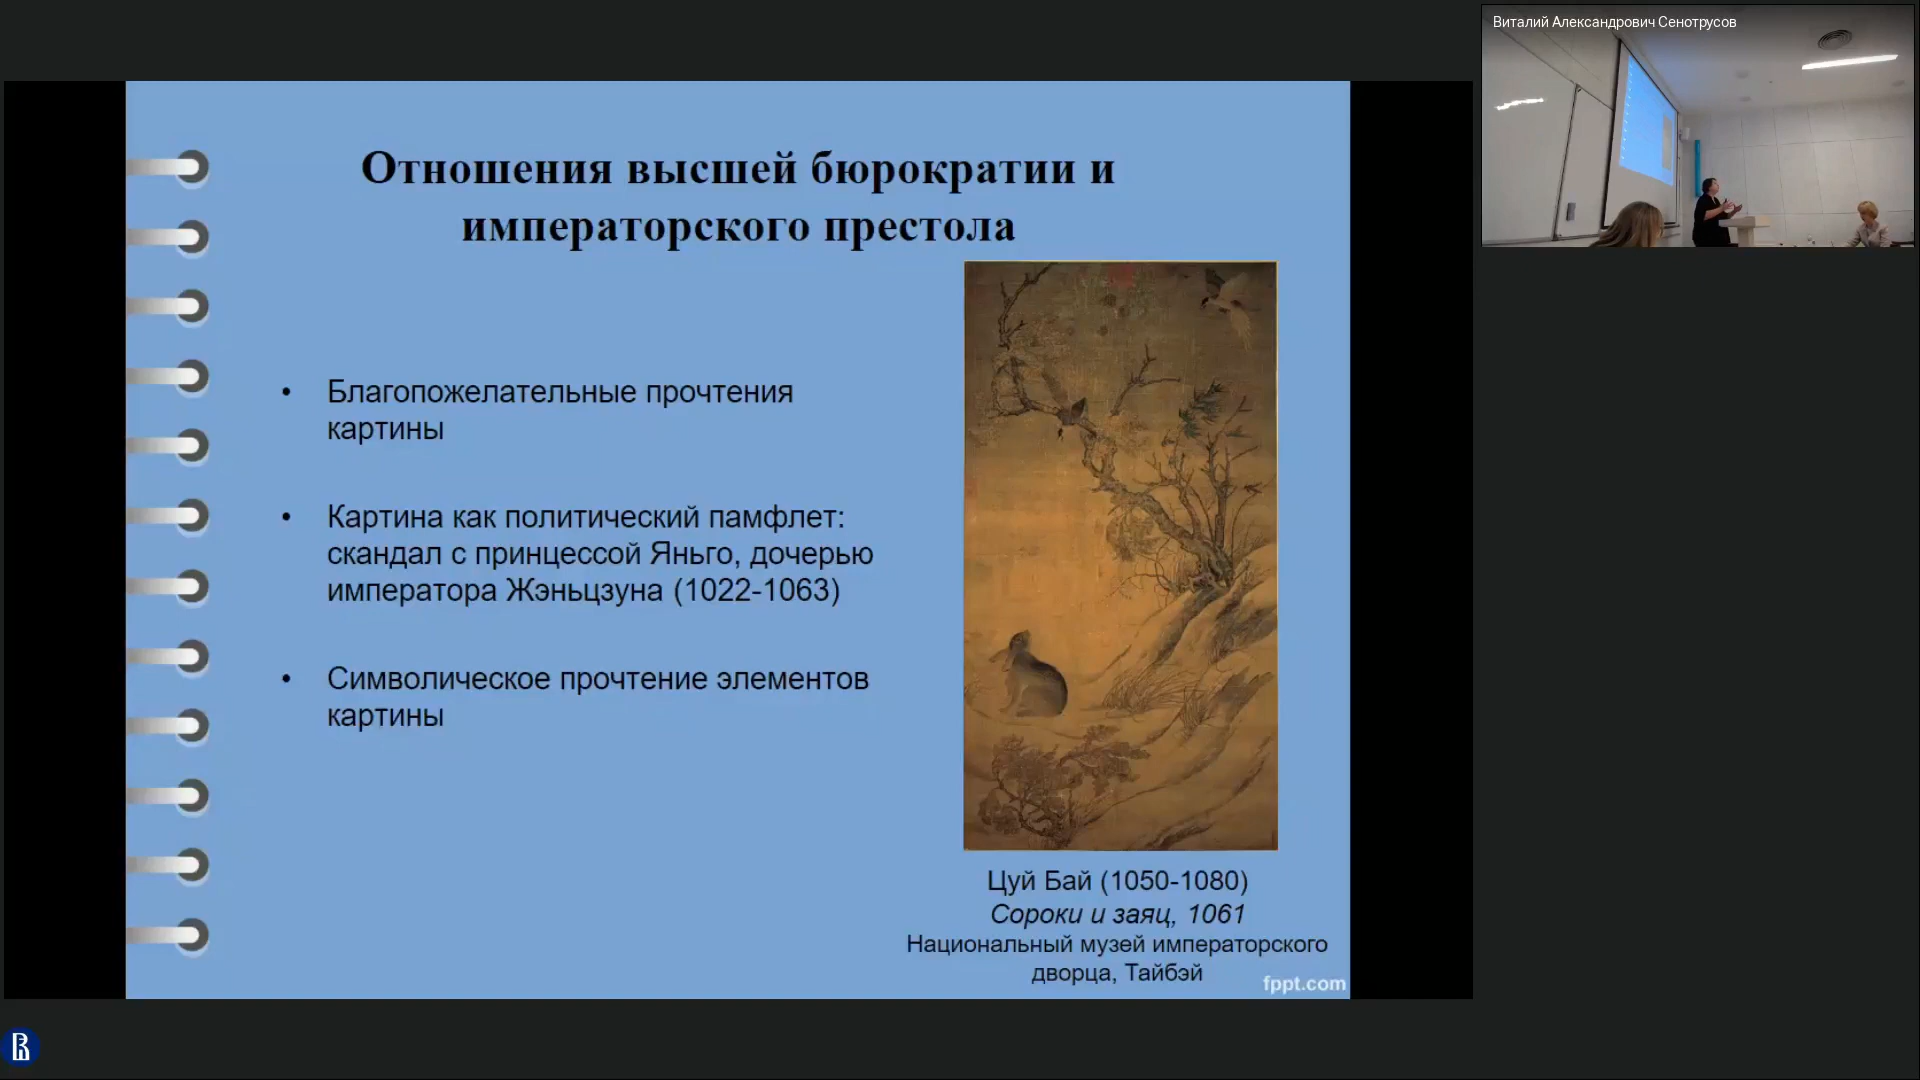 Виталий Александрович Сенотрусов
Отношения высшей бюрократии и
императорского престола
• Благопожелательные прочтения
картины
• Картина как политический памфлет:
скандал с принцессой Яньго, дочерью
императора Жэньцзуна (1022-1063)
• Символическое прочтение элементов
картины
Цуй Бай (1050-1080)
Сороки и заяц, 1061
Национальный музей императорского
дворца, Тайбэй
fppt.com